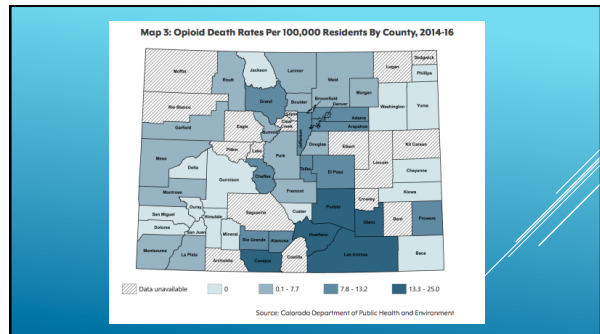 Map 3: Opioid Death Rates Per 100,000 Residents By County, 2014-16
Moffit
Routt
Jackson
Larimer
Weld
Logan
Sedgwick
Phillips
Morgan
Washington
Yuma
Rio Blanco
Grand
Boulder
Broomfield
Denver
Adams
Arapahoe
Garfield
Eagle
Summit
Clear
Creek
Douglas
Elbert
Kit Carson
Pitkin
Lake
Park
Lincoln
Mesa
Delta
Gunnison
Chaffee
Teller
El Paso
Cheyenne
Montrose
Fremont
Kiowa
Crowley
Ouray
San Miguel
Hinsdale
Saguache
Custer
Pueblo
Otero
Bent
Prowers
Dolores
San Juan
Mineral
Rio Grande
Alamosa
Huerfano
Las Animas
Baca
Montezuma
La Plata
Archuleta
Conejos
Costilla
Data unavailable
0
0.1 - 7.7
7.8 - 13.2
13.3 - 25.0
Source: Colorado Department of Public Health and Environment